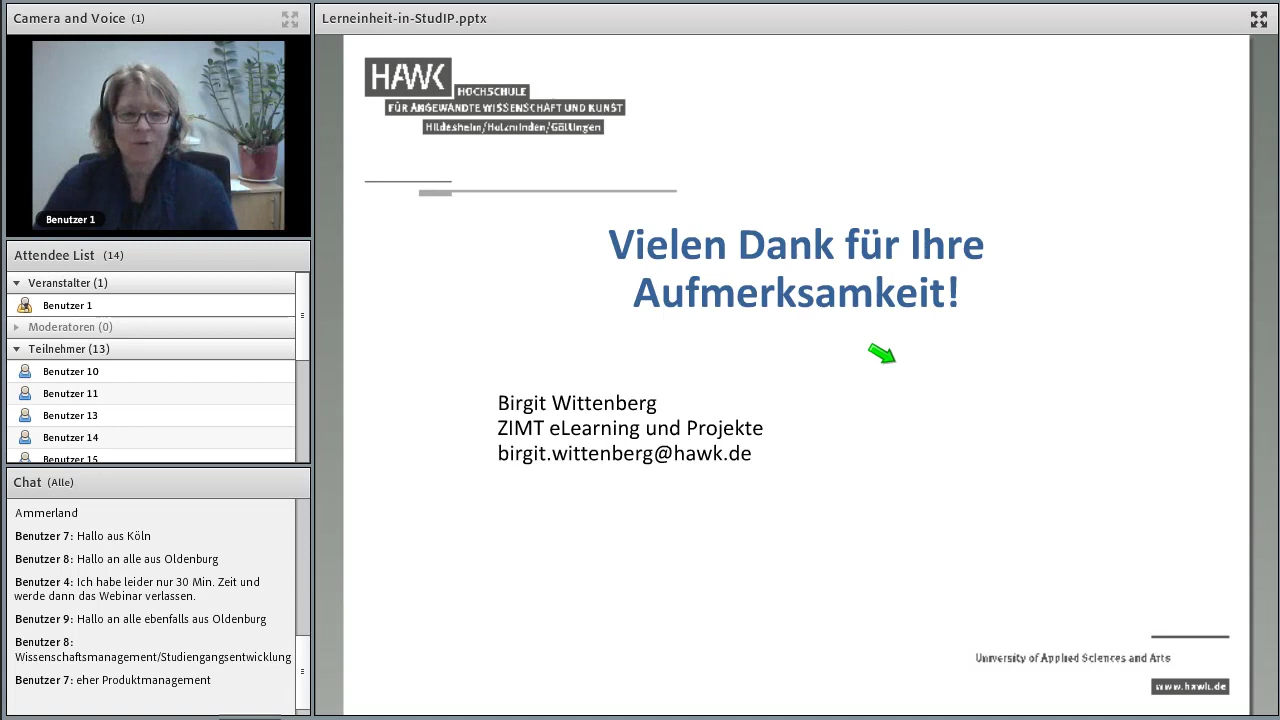 Camera and Voice (1)
Benutzer 1
Attendee List (14)
Veranstalter (1)
Benutzer 1
Moderatoren (0)
Teilnehmer (13)
Benutzer 10
Benutzer 11
Benutzer 13
Benutzer 14
Benutzer 15
Chat (Alle)
Ammerland
Benutzer 7: Hallo aus Köln
Benutzer 8: Hallo an alle aus Oldenburg
Benutzer 4: Ich habe leider nur 30 Min. Zeit und
werde dann das Webinar verlassen.
Benutzer 9: Hallo an alle ebenfalls aus Oldenburg
Benutzer 8:
Wissenschaftsmanagement/Studiengangsentwicklung
Benutzer 7: eher Produktmanagement
Lerneinheit-in-StudIP.pptx
HAWK
HOCHSCHULE
FÜR ANGEWANDTE WISSENSCHAFT UND KUNST
Hildesheim/Holzminden/Göttingen
Vielen Dank für Ihre
Aufmerksamkeit!
Birgit Wittenberg
ZIMT eLearning und Projekte
birgit.wittenberg@hawk.de
University of Applied Sciences and Arts
www.hawk.de